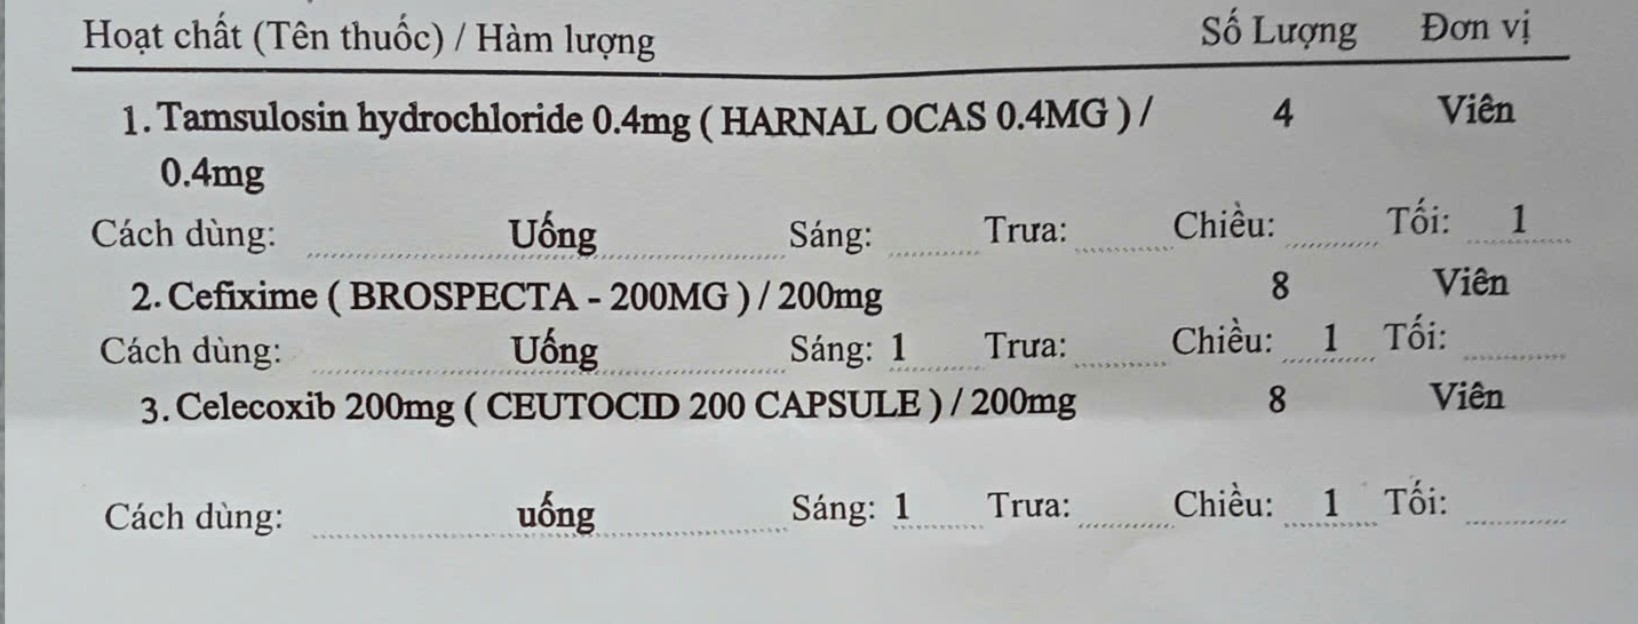 Hoạt chất (Tên thuốc) / Hàm lượng Số Lượng Đơn vị
1. Tamsulosin hydrochloride 0.4mg ( HARNAL OCAS 0.4MG ) / 4 Viên
0.4mg
Cách dùng: Uống Sáng: Trưa: Chiều: Tối: 1
2. Cefixime ( BROSPECTA - 200MG ) / 200mg 8 Viên
Cách dùng: Uống Sáng: 1 Trưa: Chiều: 1 Tối:
3. Celecoxib 200mg ( CEUTOCID 200 CAPSULE ) / 200mg 8 Viên
Cách dùng: uống Sáng: 1 Trưa: Chiều: 1 Tối: